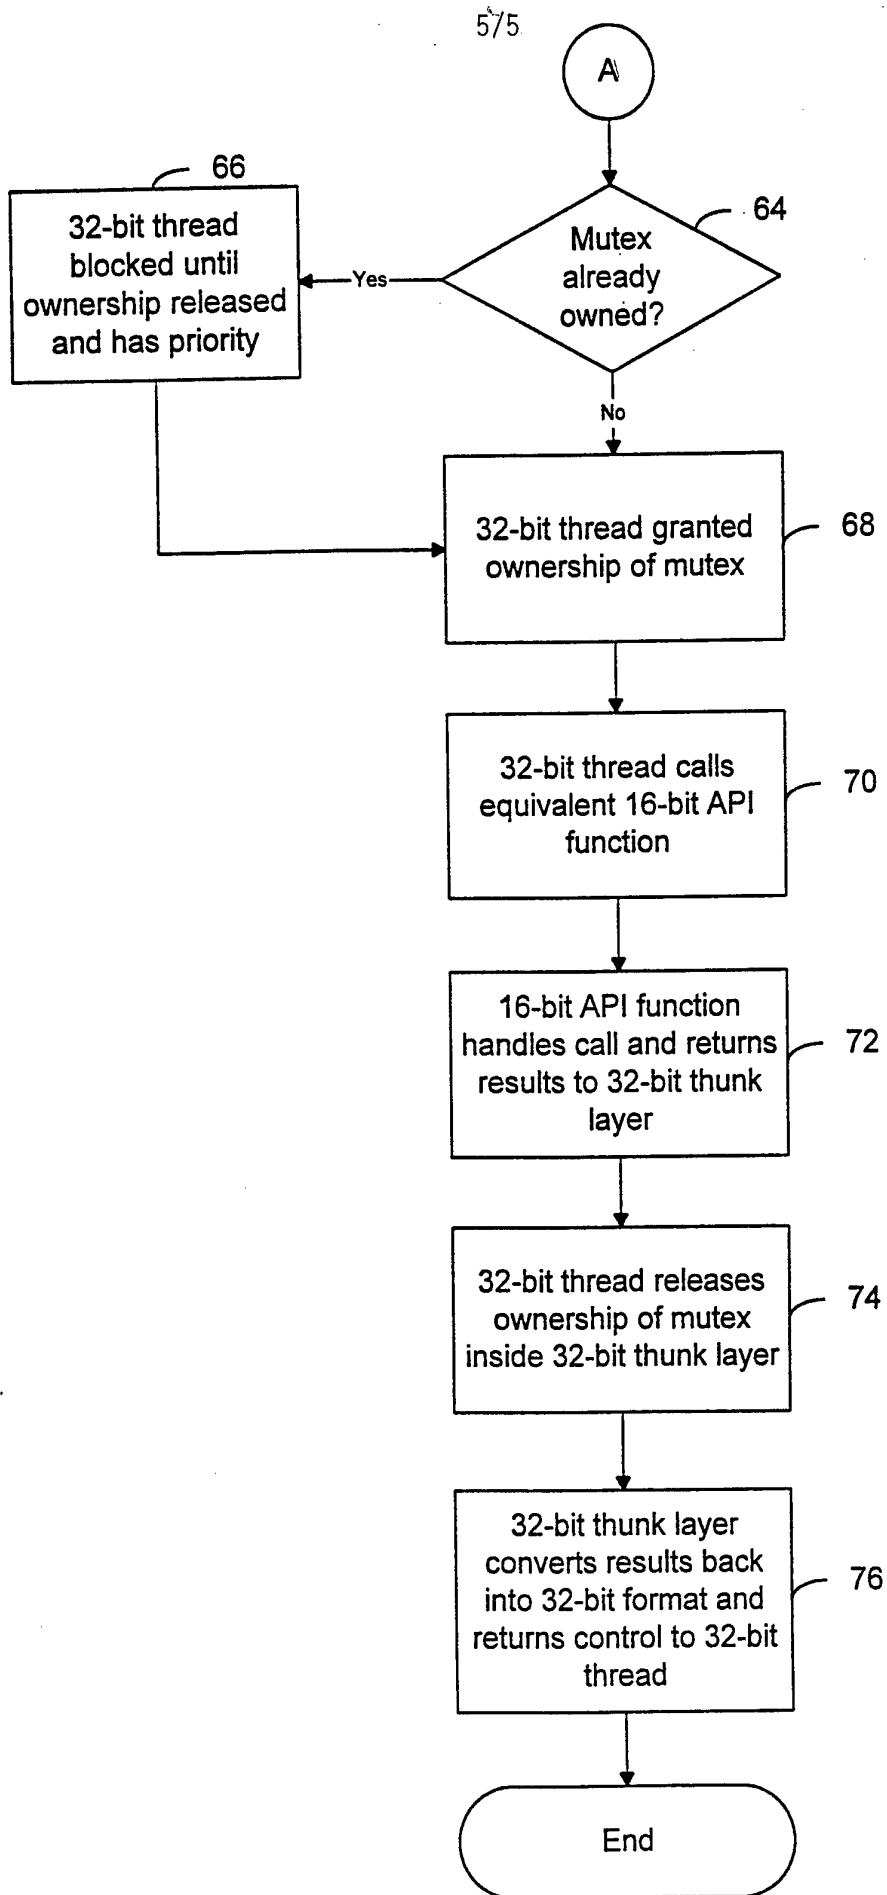 5/5
A
66
64
32-bit thread
blocked until
ownership released
and has priority
Yes
Mutex
already
owned?
No
32-bit thread granted
ownership of mutex
68
32-bit thread calls
equivalent 16-bit API
function
70
16-bit API function
handles call and returns
results to 32-bit thunk
layer
72
32-bit thread releases
ownership of mutex
inside 32-bit thunk layer
74
32-bit thunk layer
converts results back
into 32-bit format and
returns control to 32-bit
thread
76
End